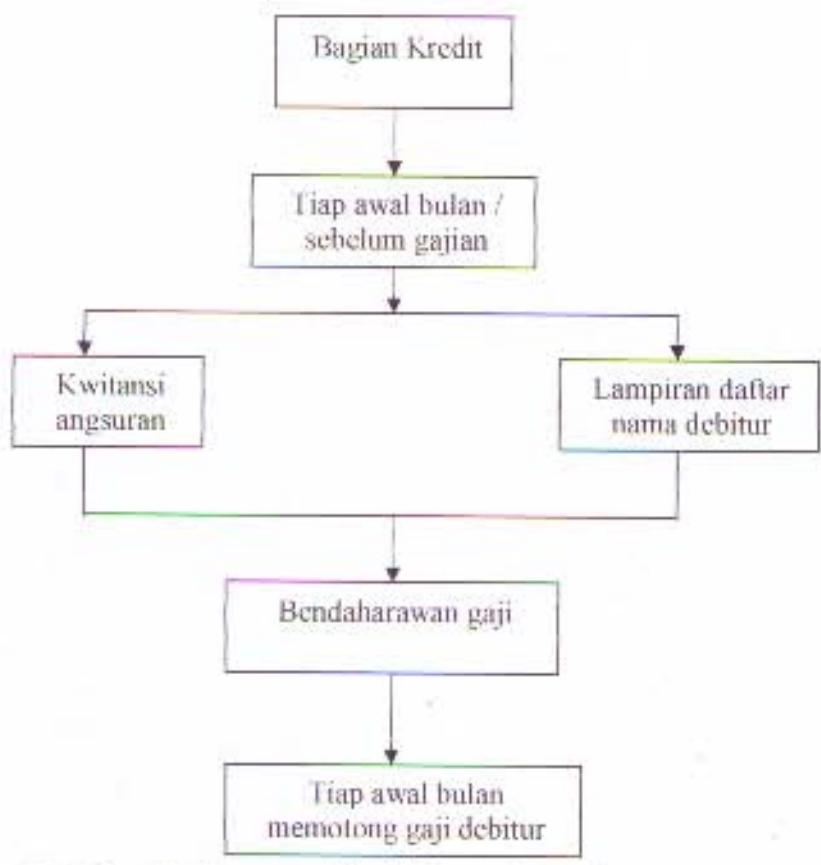 Bagian Kredit
Tiap awal bulan /
sebelum gajian
Kwitansi
angsuran
Lampiran daftar
nama debitur
Bendaharawan gaji
Tiap awal bulan
memotong gaji debitur